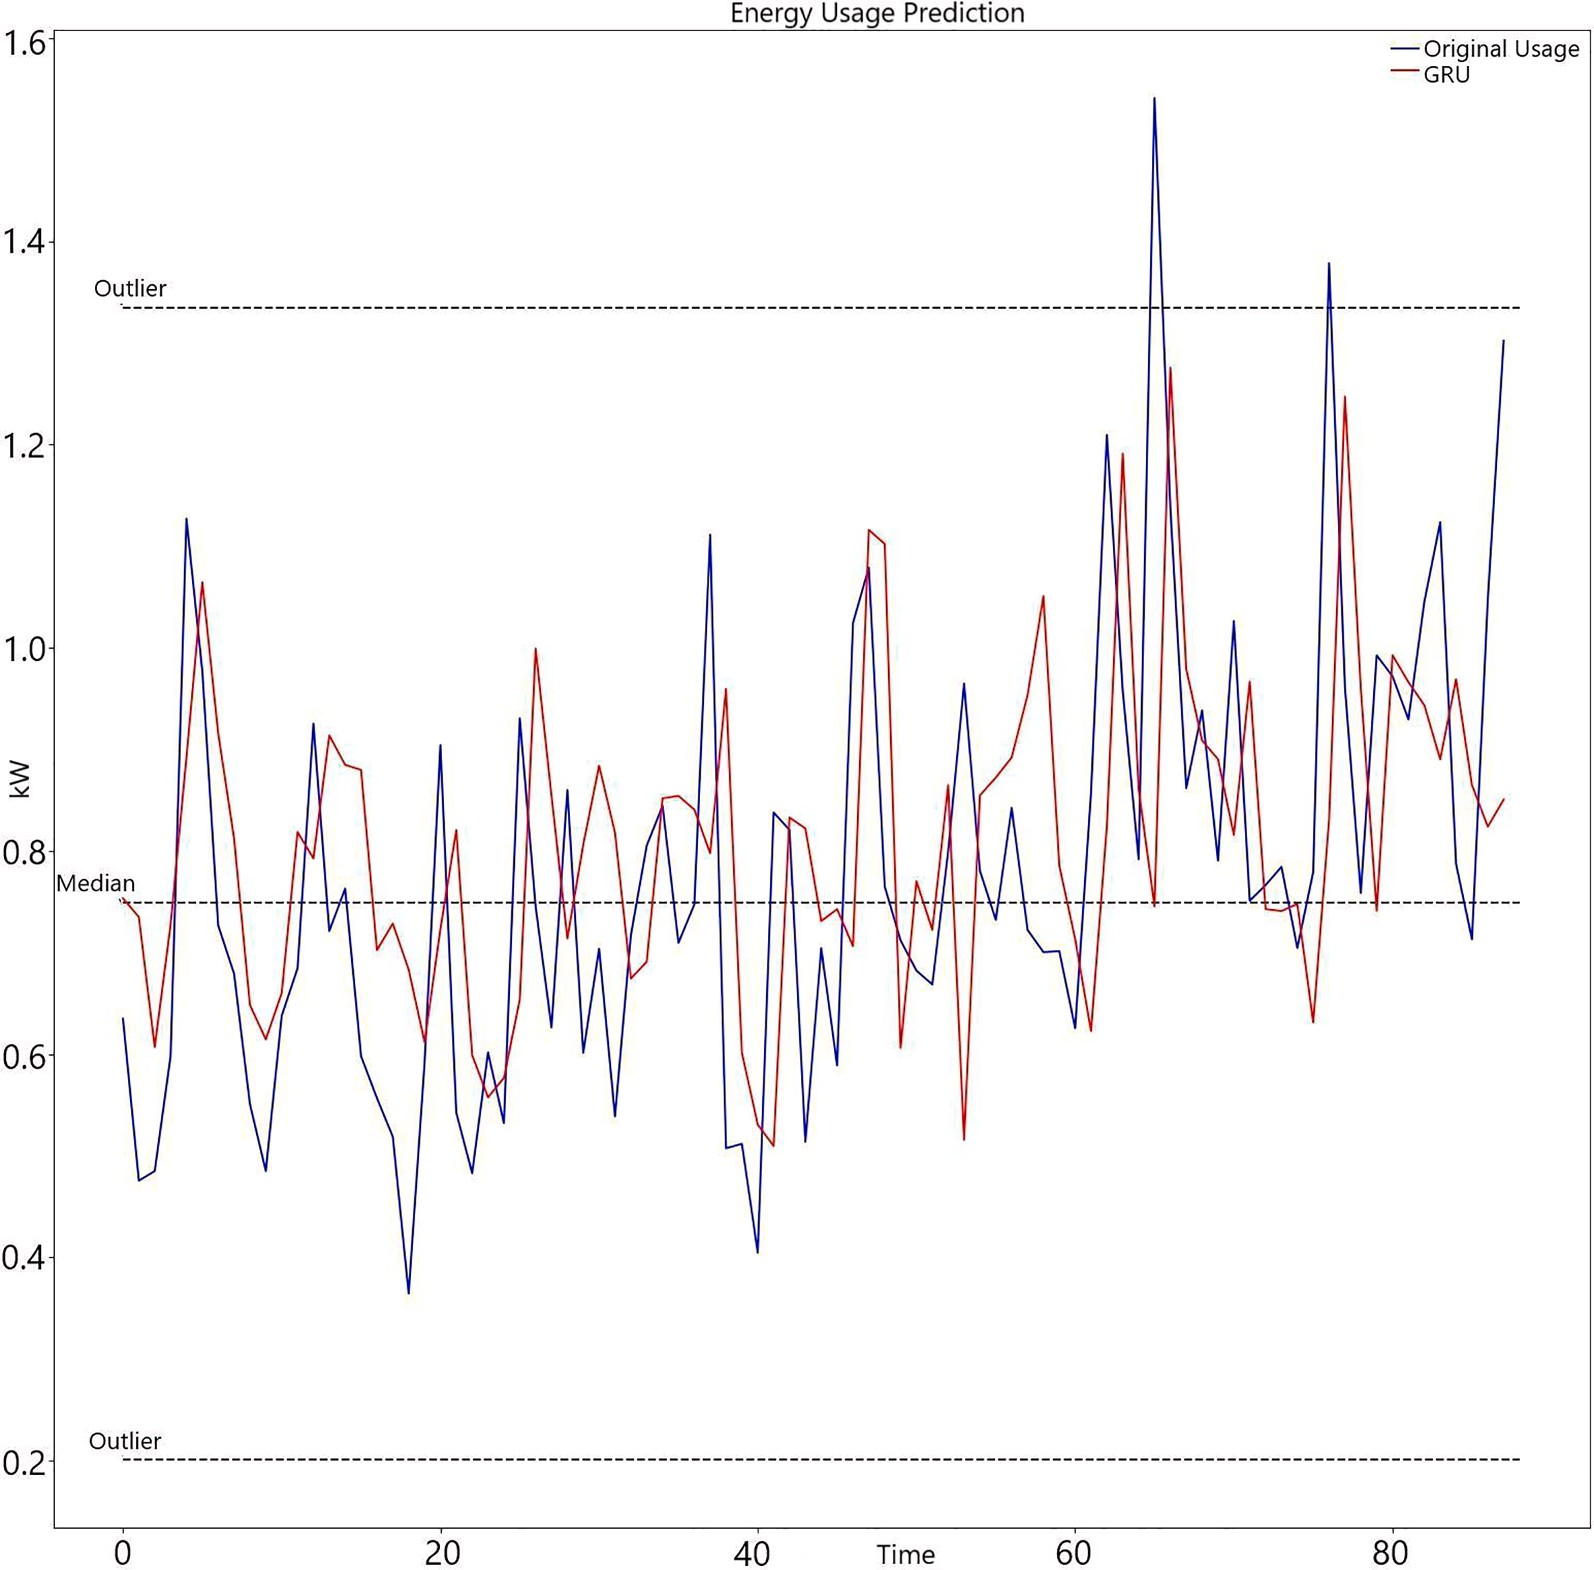 Energy Usage Prediction
1.6
Original Usage
GRU
1.4
Outlier
1.2
1.0
kW
0.8
Median
0.6
0.4
Outlier
0.2
0 20 40 Time 60 80